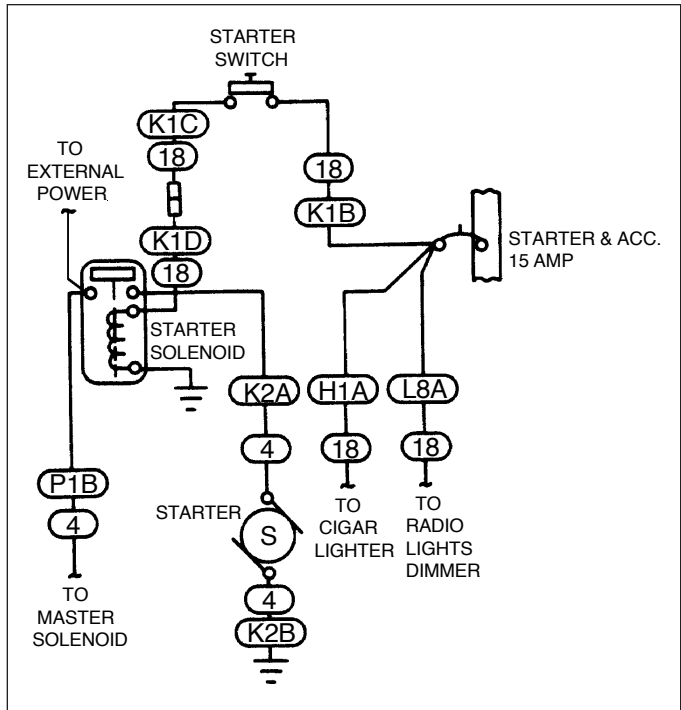 STARTER
SWITCH
K1C
18
TO
EXTERNAL
POWER
18
K1B
K1D
18
STARTER & ACC.
15 AMP
STARTER
SOLENOID
K2A
H1A
L8A
4
18
18
P1B
4
STARTER
S
TO
CIGAR
LIGHTER
TO
RADIO
LIGHTS
DIMMER
TO
MASTER
SOLENOID
4
K2B